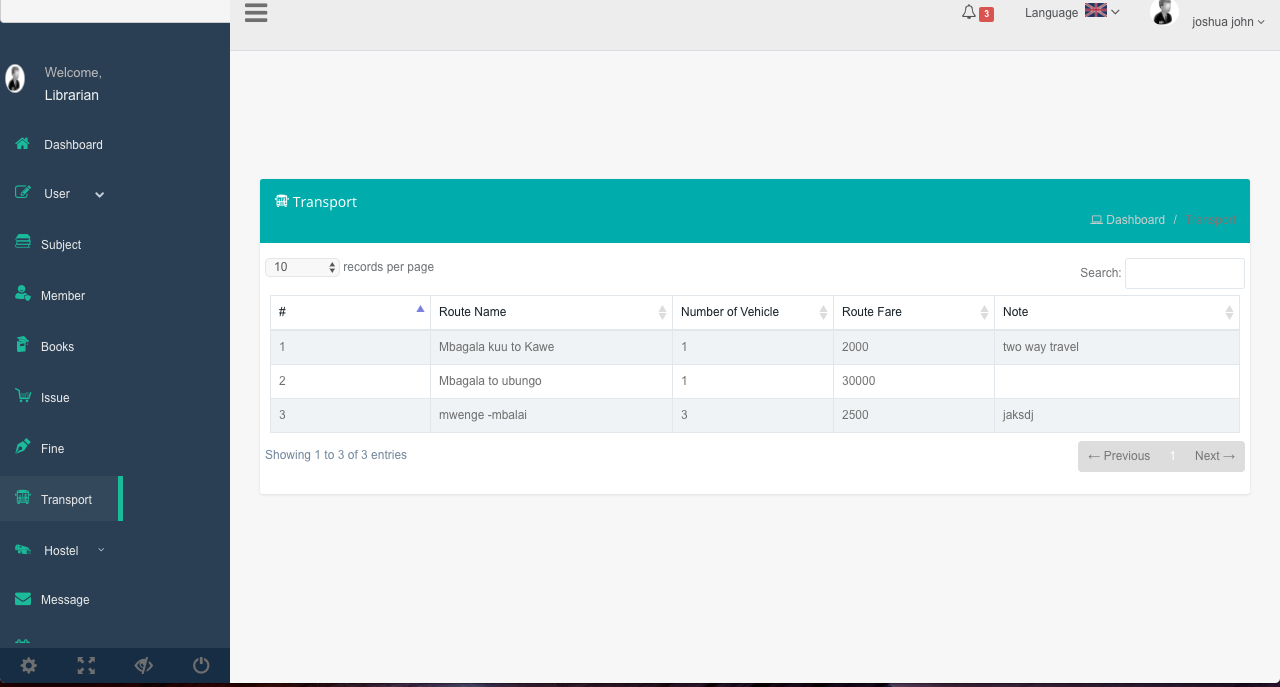 3
Language
joshua john
Welcome,
Librarian
Dashboard
User
Subject
Member
Books
Issue
Fine
Transport
Hostel
Message
Transport
Dashboard / Transport
10 records per page
Search:
# Route Name Number of Vehicle Route Fare Note
1 Mbagala kuu to Kawe 1 2000 two way travel
2 Mbagala to ubungo 1 30000
3 mwenge -mbalai 3 2500 jaksdj
Showing 1 to 3 of 3 entries
← Previous 1 Next →